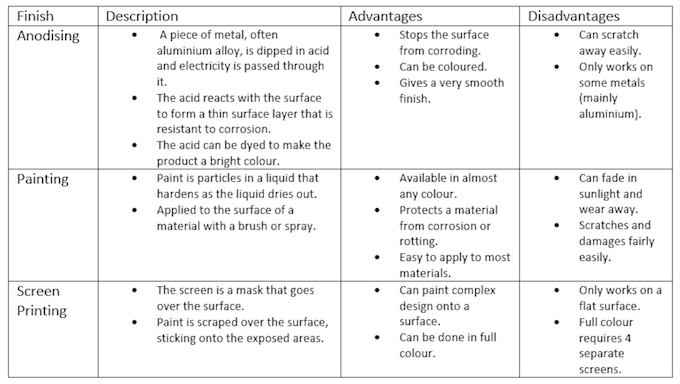 Finish Description Advantages Disadvantages
Anodising
• A piece of metal, often
aluminium alloy, is dipped in acid
and electricity is passed through
it.
• The acid reacts with the surface
to form a thin surface layer that is
resistant to corrosion.
• The acid can be dyed to make the
product a bright colour.
• Stops the surface
from corroding.
• Can be coloured.
• Gives a very smooth
finish.
• Can scratch
away easily.
• Only works on
some metals
(mainly
aluminium).
Painting
• Paint is particles in a liquid that
hardens as the liquid dries out.
• Applied to the surface of a
material with a brush or spray.
• Available in almost
any colour.
• Protects a material
from corrosion or
rotting.
• Easy to apply to most
materials.
• Can fade in
sunlight and
wear away.
• Scratches and
damages fairly
easily.
Screen
Printing
• The screen is a mask that goes
over the surface.
• Paint is scraped over the surface,
sticking onto the exposed areas.
• Can paint complex
design onto a
surface.
• Can be done in full
colour.
• Only works on a
flat surface.
• Full colour
requires 4
separate
screens.